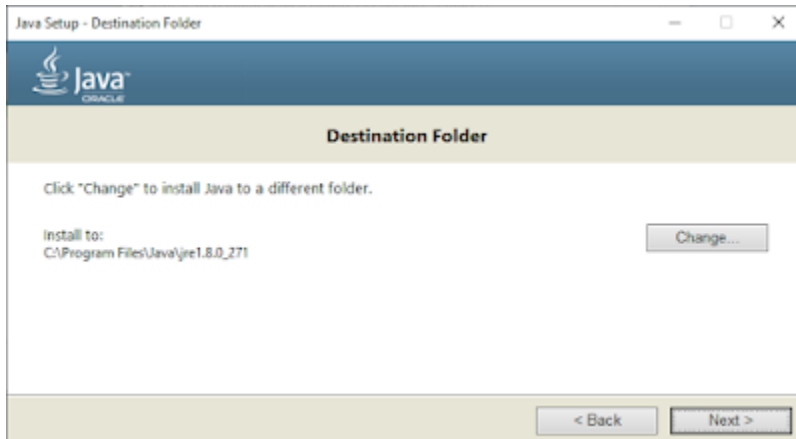 Java Setup - Destination Folder
Java
ORACLE
Destination Folder
Click "Change" to install Java to a different folder.
Install to:
Change...
C:\Program Files\Java\jre1.8.0_271
< Back
Next >